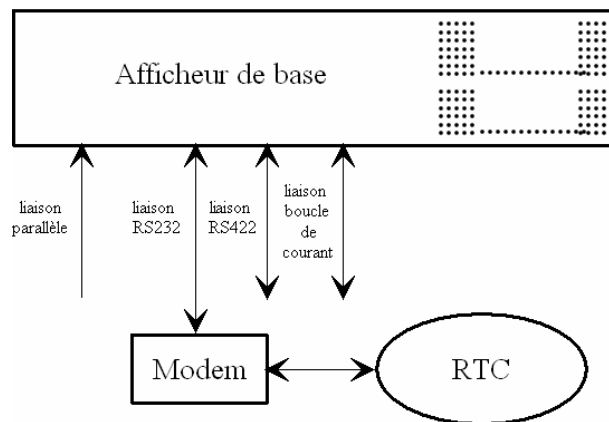 Afficheur de base
liaison
parallèle
liaison
RS232
liaison
RS422
liaison
boucle
de
courant
Modem
RTC